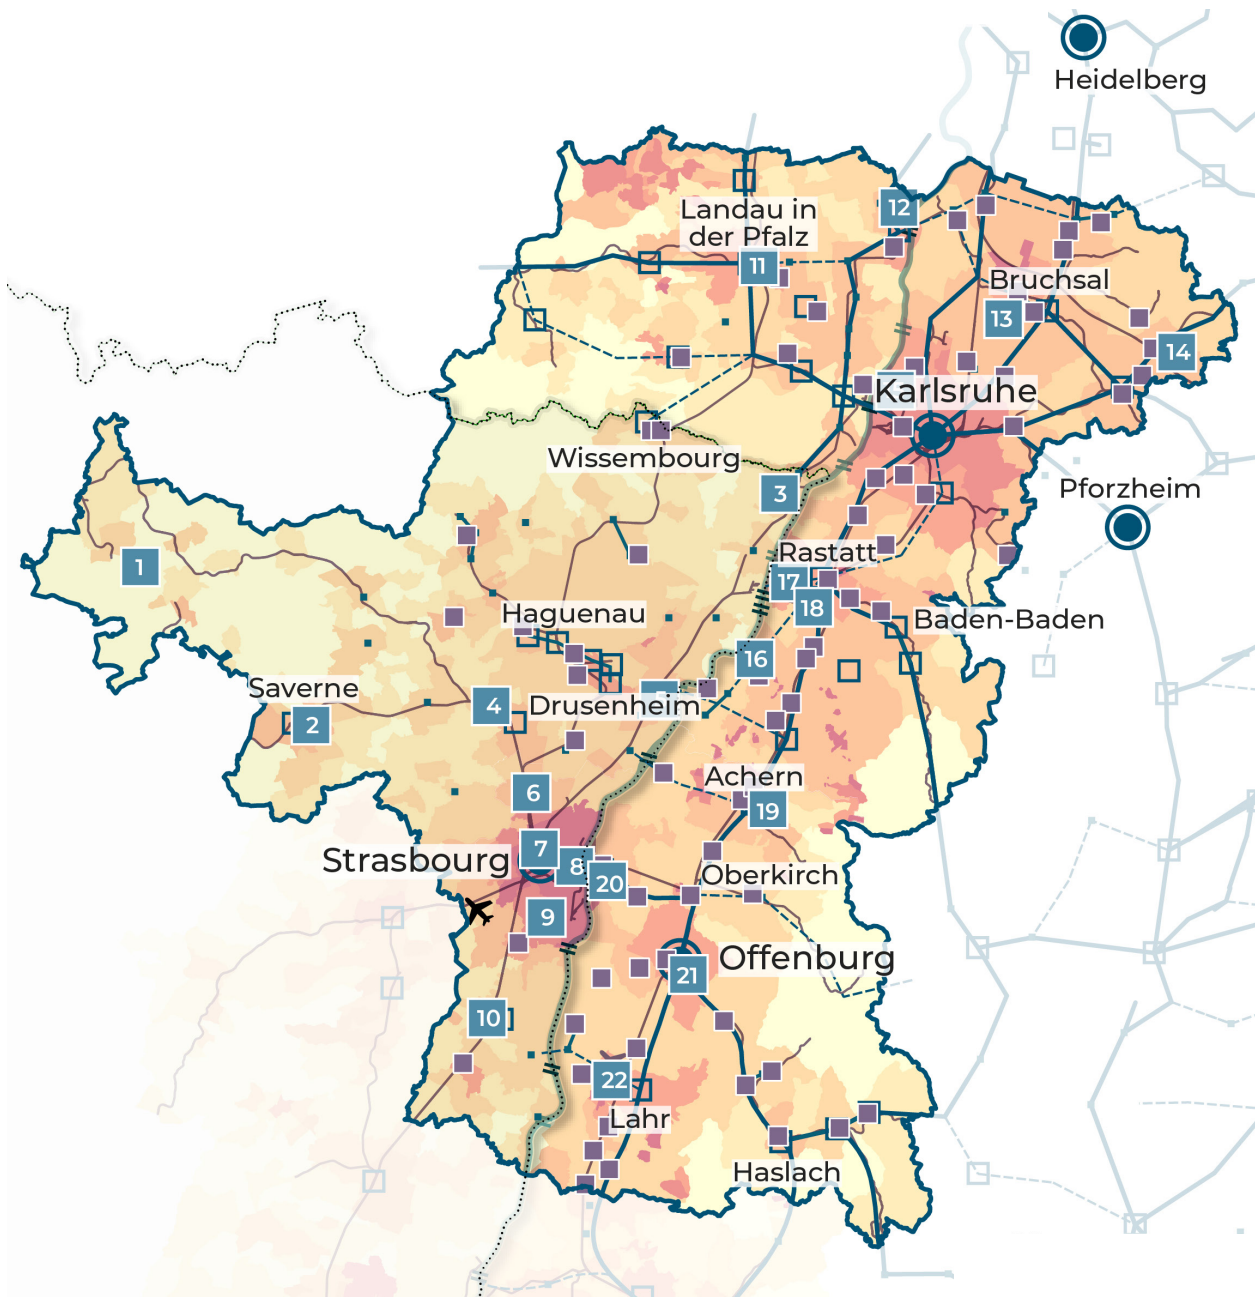 Heidelberg
12
Landau in
der Pfalz
11
Bruchsal
13
14
Karlsruhe
Wissembourg
3
Pforzheim
Rastatt
1
17
18
Haguenau
Baden-Baden
16
Saverne
4
Drusenheim
2
Achern
6
19
7
Strasbourg
8
Oberkirch
20
9
Offenburg
21
10
22
Lahr
Haslach